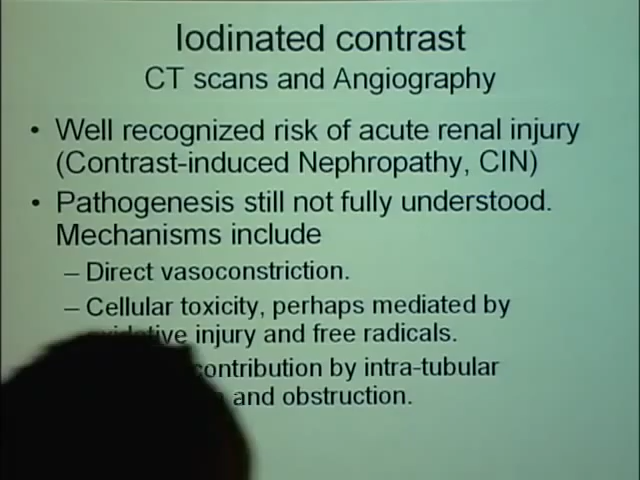 Iodinated contrast
CT scans and Angiography
• Well recognized risk of acute renal injury
(Contrast-induced Nephropathy, CIN)
• Pathogenesis still not fully understood.
Mechanisms include
– Direct vasoconstriction.
– Cellular toxicity, perhaps mediated by
oxidative injury and free radicals.
contribution by intra-tubular
and obstruction.